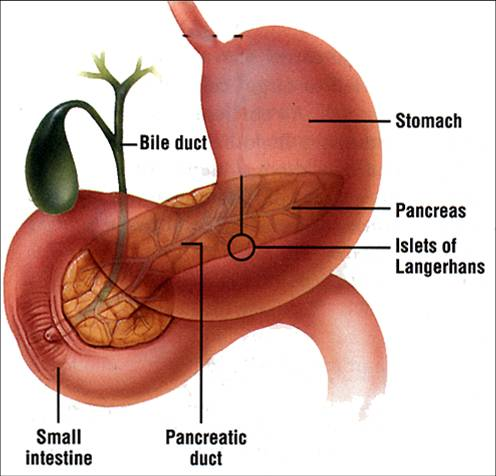 Bile duct
Stomach
Pancreas
Islets of
Langerhans
Small
intestine
Pancreatic
duct